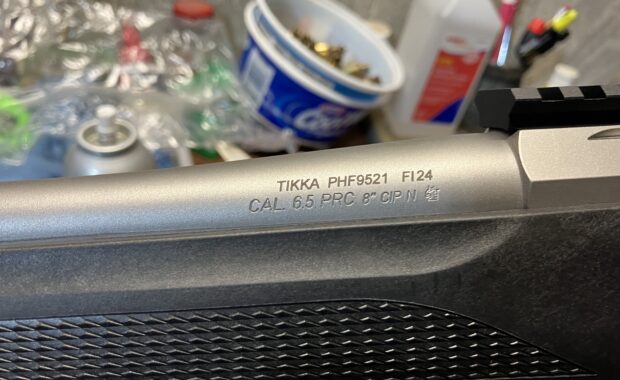 TIKKA PHF9521 FI24
CAL. 6.5 PRC 8" CIP N